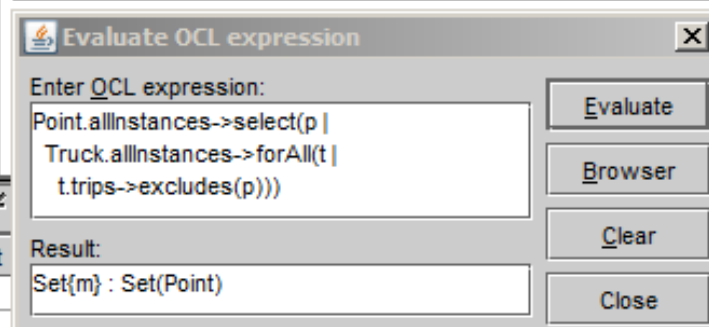 Evaluate OCL expression
Enter OCL expression:
Point.allInstances->select(p |
Truck.allInstances->forAll(t |
t.trips->excludes(p)))
Evaluate
Browser
Clear
Result:
Set{m} : Set(Point)
Close